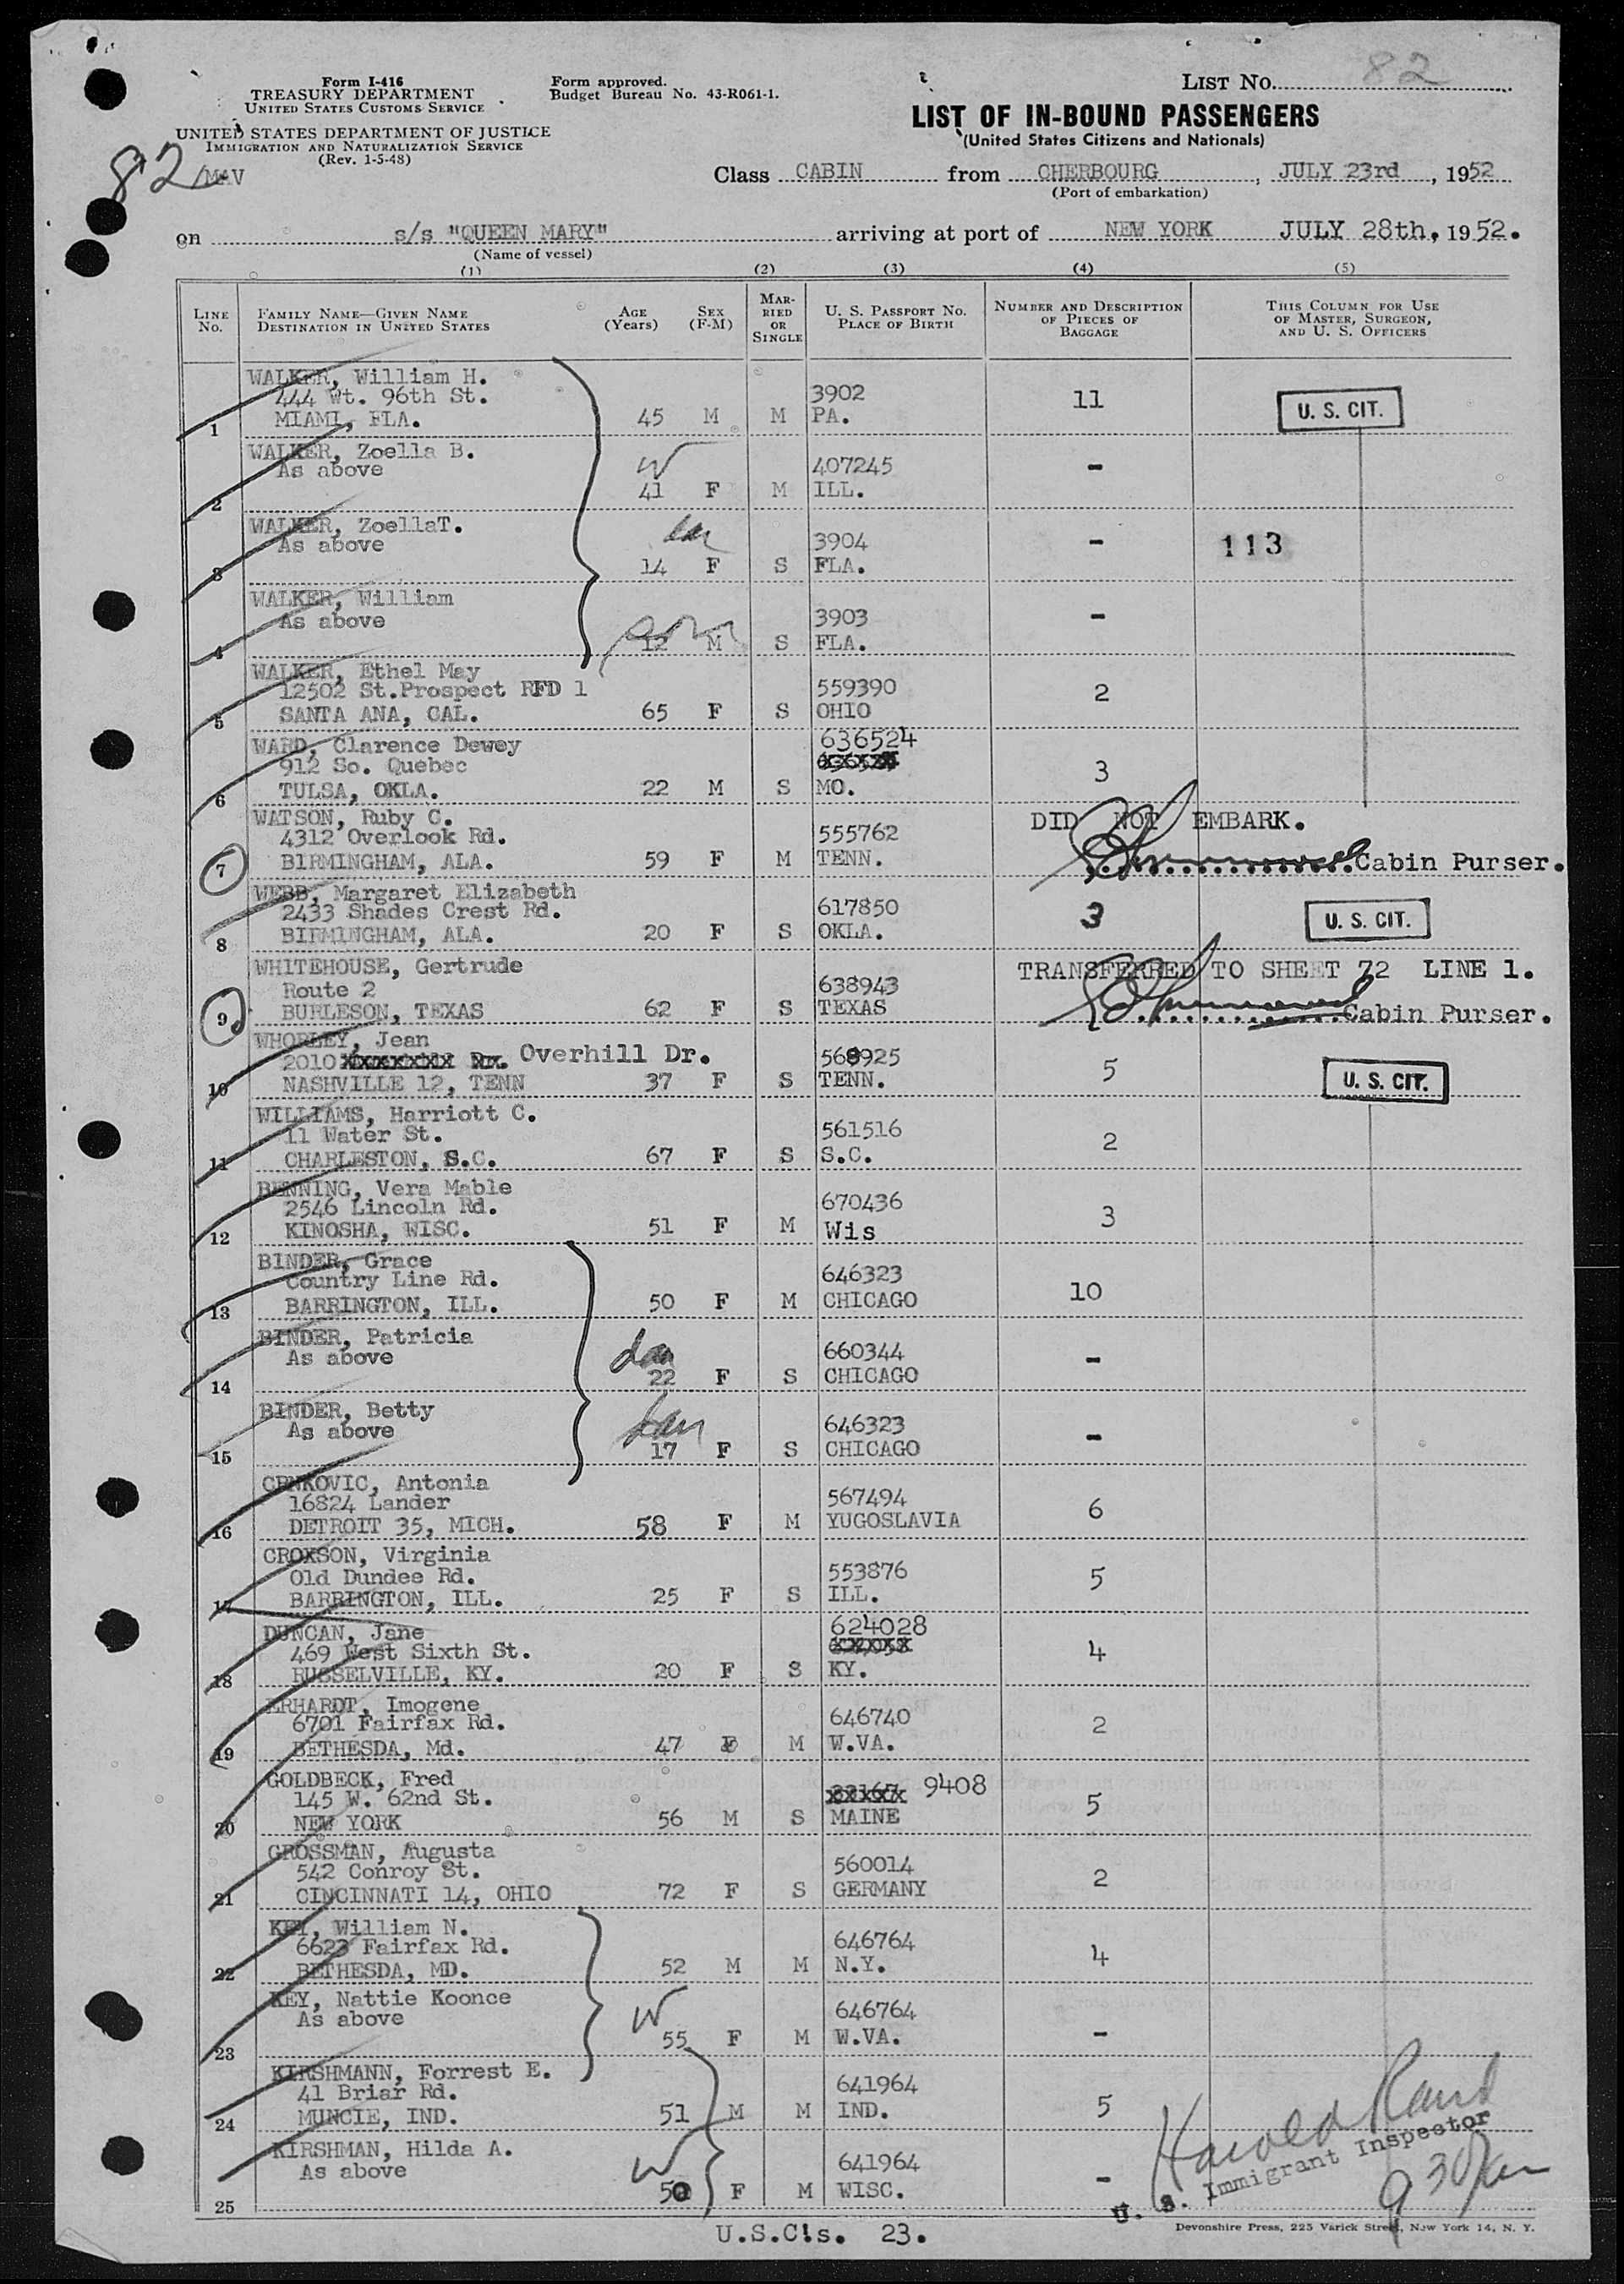 Form I-416
TREASURY DEPARTMENT
UNITED STATES CUSTOMS SERVICE
UNITED STATES DEPARTMENT OF JUSTICE
IMMIGRATION AND NATURALIZATION SERVICE
(Rev. 1-5-48)
82/MAV
Form approved.
Budget Bureau No. 43-R061-1.
LIST NO. 82
LIST OF IN-BOUND PASSENGERS
(United States Citizens and Nationals)
Class CABIN from CHERBOURG, JULY 23rd, 1952
(Port of embarkation)
on s/s "QUEEN MARY" arriving at port of NEW YORK JULY 28th, 1952.
(Name of vessel)
(1) (2) (3) (4) (5)
LINE No. FAMILY NAME—GIVEN NAME DESTINATION IN UNITED STATES AGE (Years) SEX (F-M) MARRIED OR SINGLE U. S. PASSPORT NO. PLACE OF BIRTH NUMBER AND DESCRIPTION OF PIECES OF BAGGAGE THIS COLUMN FOR USE OF MASTER, SURGEON, AND U. S. OFFICERS
WALKER, William H.
444 Wt. 96th St. 3902 11 U. S. CIT.
1 MIAMI, FLA. 45 M M PA.
WALKER, Zoella B. W
As above 407245 -
2 41 F M ILL.
WALKER, ZoellaT.
As above 3904 - 113
3 14 F S FLA.
WALKER, William
As above son 3903 -
4 12 M S FLA.
WALKER, Ethel May
12502 St.Prospect RFD 1 559390 2
5 SANTA ANA, CAL. 65 F S OHIO
WARD, Clarence Dewey 636524
912 So. Quebec 3
6 TULSA, OKLA. 22 M S MO.
WATSON, Ruby C. DID NOT EMBARK.
4312 Overlook Rd. 555762
7 BIRMINGHAM, ALA. 59 F M TENN. Cabin Purser.
WEBB, Margaret Elizabeth
2433 Shades Crest Rd. 617850 3 U. S. CIT.
8 BIRMINGHAM, ALA. 20 F S OKLA.
WHITEHOUSE, Gertrude TRANSFERRED TO SHEET 72 LINE 1.
Route 2 638943
9 BURLESON, TEXAS 62 F S TEXAS Cabin Purser.
WHORLEY, Jean
2010 Overhill Dr. 568925 5 U. S. CIT.
10 NASHVILLE 12, TENN 37 F S TENN.
WILLIAMS, Harriott C.
11 Water St. 561516 2
11 CHARLESTON, S.C. 67 F S S.C.
BENNING, Vera Mable
2546 Lincoln Rd. 670436 3
12 KINOSHA, WISC. 51 F M Wis
BINDER, Grace
Country Line Rd. 646323 10
13 BARRINGTON, ILL. 50 F M CHICAGO
BINDER, Patricia
As above dau 660344 -
14 22 F S CHICAGO
BINDER, Betty
As above dau 646323 -
15 17 F S CHICAGO
CENKOVIC, Antonia
16824 Lander 567494 6
16 DETROIT 35, MICH. 58 F M YUGOSLAVIA
CROXSON, Virginia
Old Dundee Rd. 553876 5
17 BARRINGTON, ILL. 25 F S ILL.
DUNCAN, Jane 624028
469 West Sixth St. 4
18 RUSSELVILLE, KY. 20 F S KY.
ERHARDT, Imogene
6701 Fairfax Rd. 646740 2
19 BETHESDA, Md. 47 F M W.VA.
GOLDBECK, Fred 9408
145 W. 62nd St. 5
20 NEW YORK 56 M S MAINE
GROSSMAN, Augusta
542 Conroy St. 560014 2
21 CINCINNATI 14, OHIO 72 F S GERMANY
KEY, William N.
6623 Fairfax Rd. 646764 4
22 BETHESDA, MD. 52 M M N.Y.
KEY, Nattie Koonce
As above W 646764 -
23 55 F M W.VA.
KIRSHMANN, Forrest E.
41 Briar Rd. 641964 5
24 MUNCIE, IND. 51 M M IND.
KIRSHMAN, Hilda A.
As above W 641964 -
25 50 F M WISC.
Harold Rand
U. S. Immigrant Inspector
U.S.C's. 23.
Devonshire Press, 225 Varick Street, New York 14, N. Y.